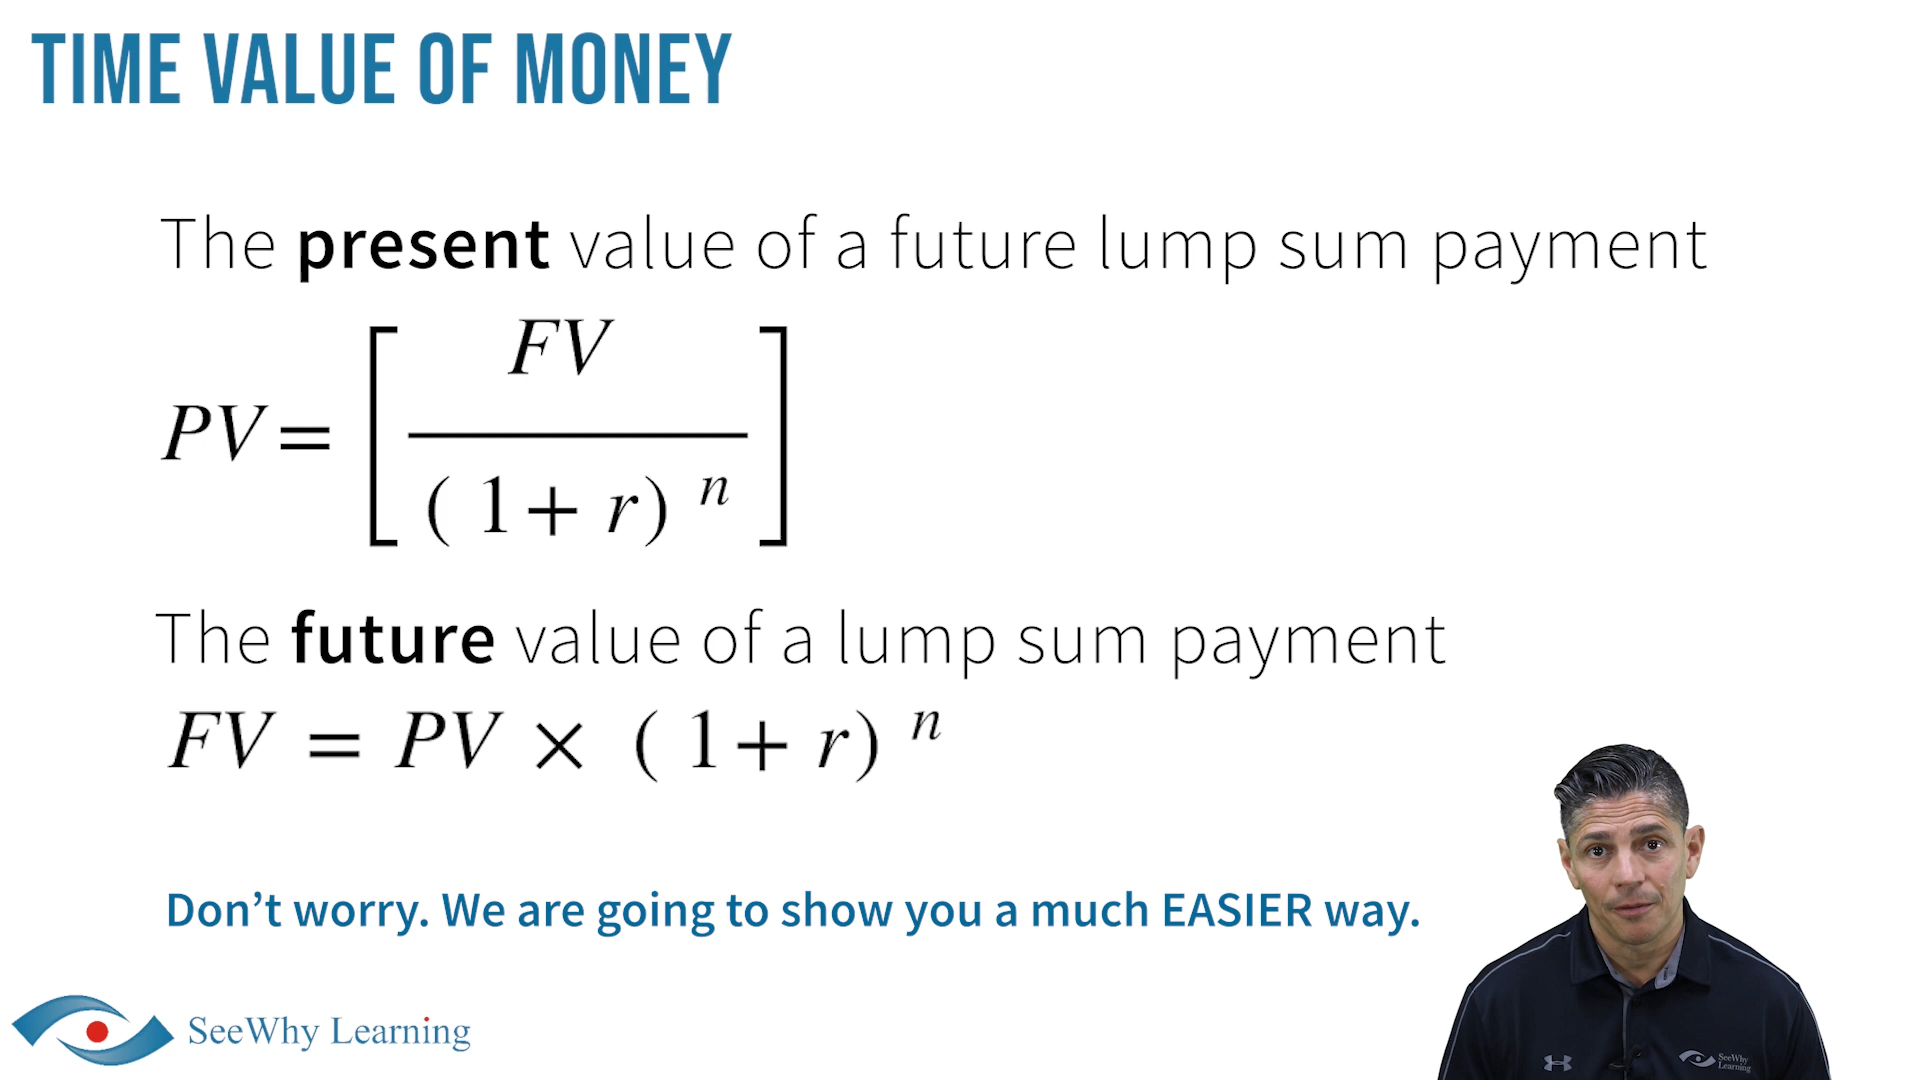 TIME VALUE OF MONEY
The present value of a future lump sum payment
PV = [ FV / ( 1 + r) ⁿ ]
The future value of a lump sum payment
FV = PV × ( 1 + r) ⁿ
Don’t worry. We are going to show you a much EASIER way.
SeeWhy Learning
SeeWhy
Learning